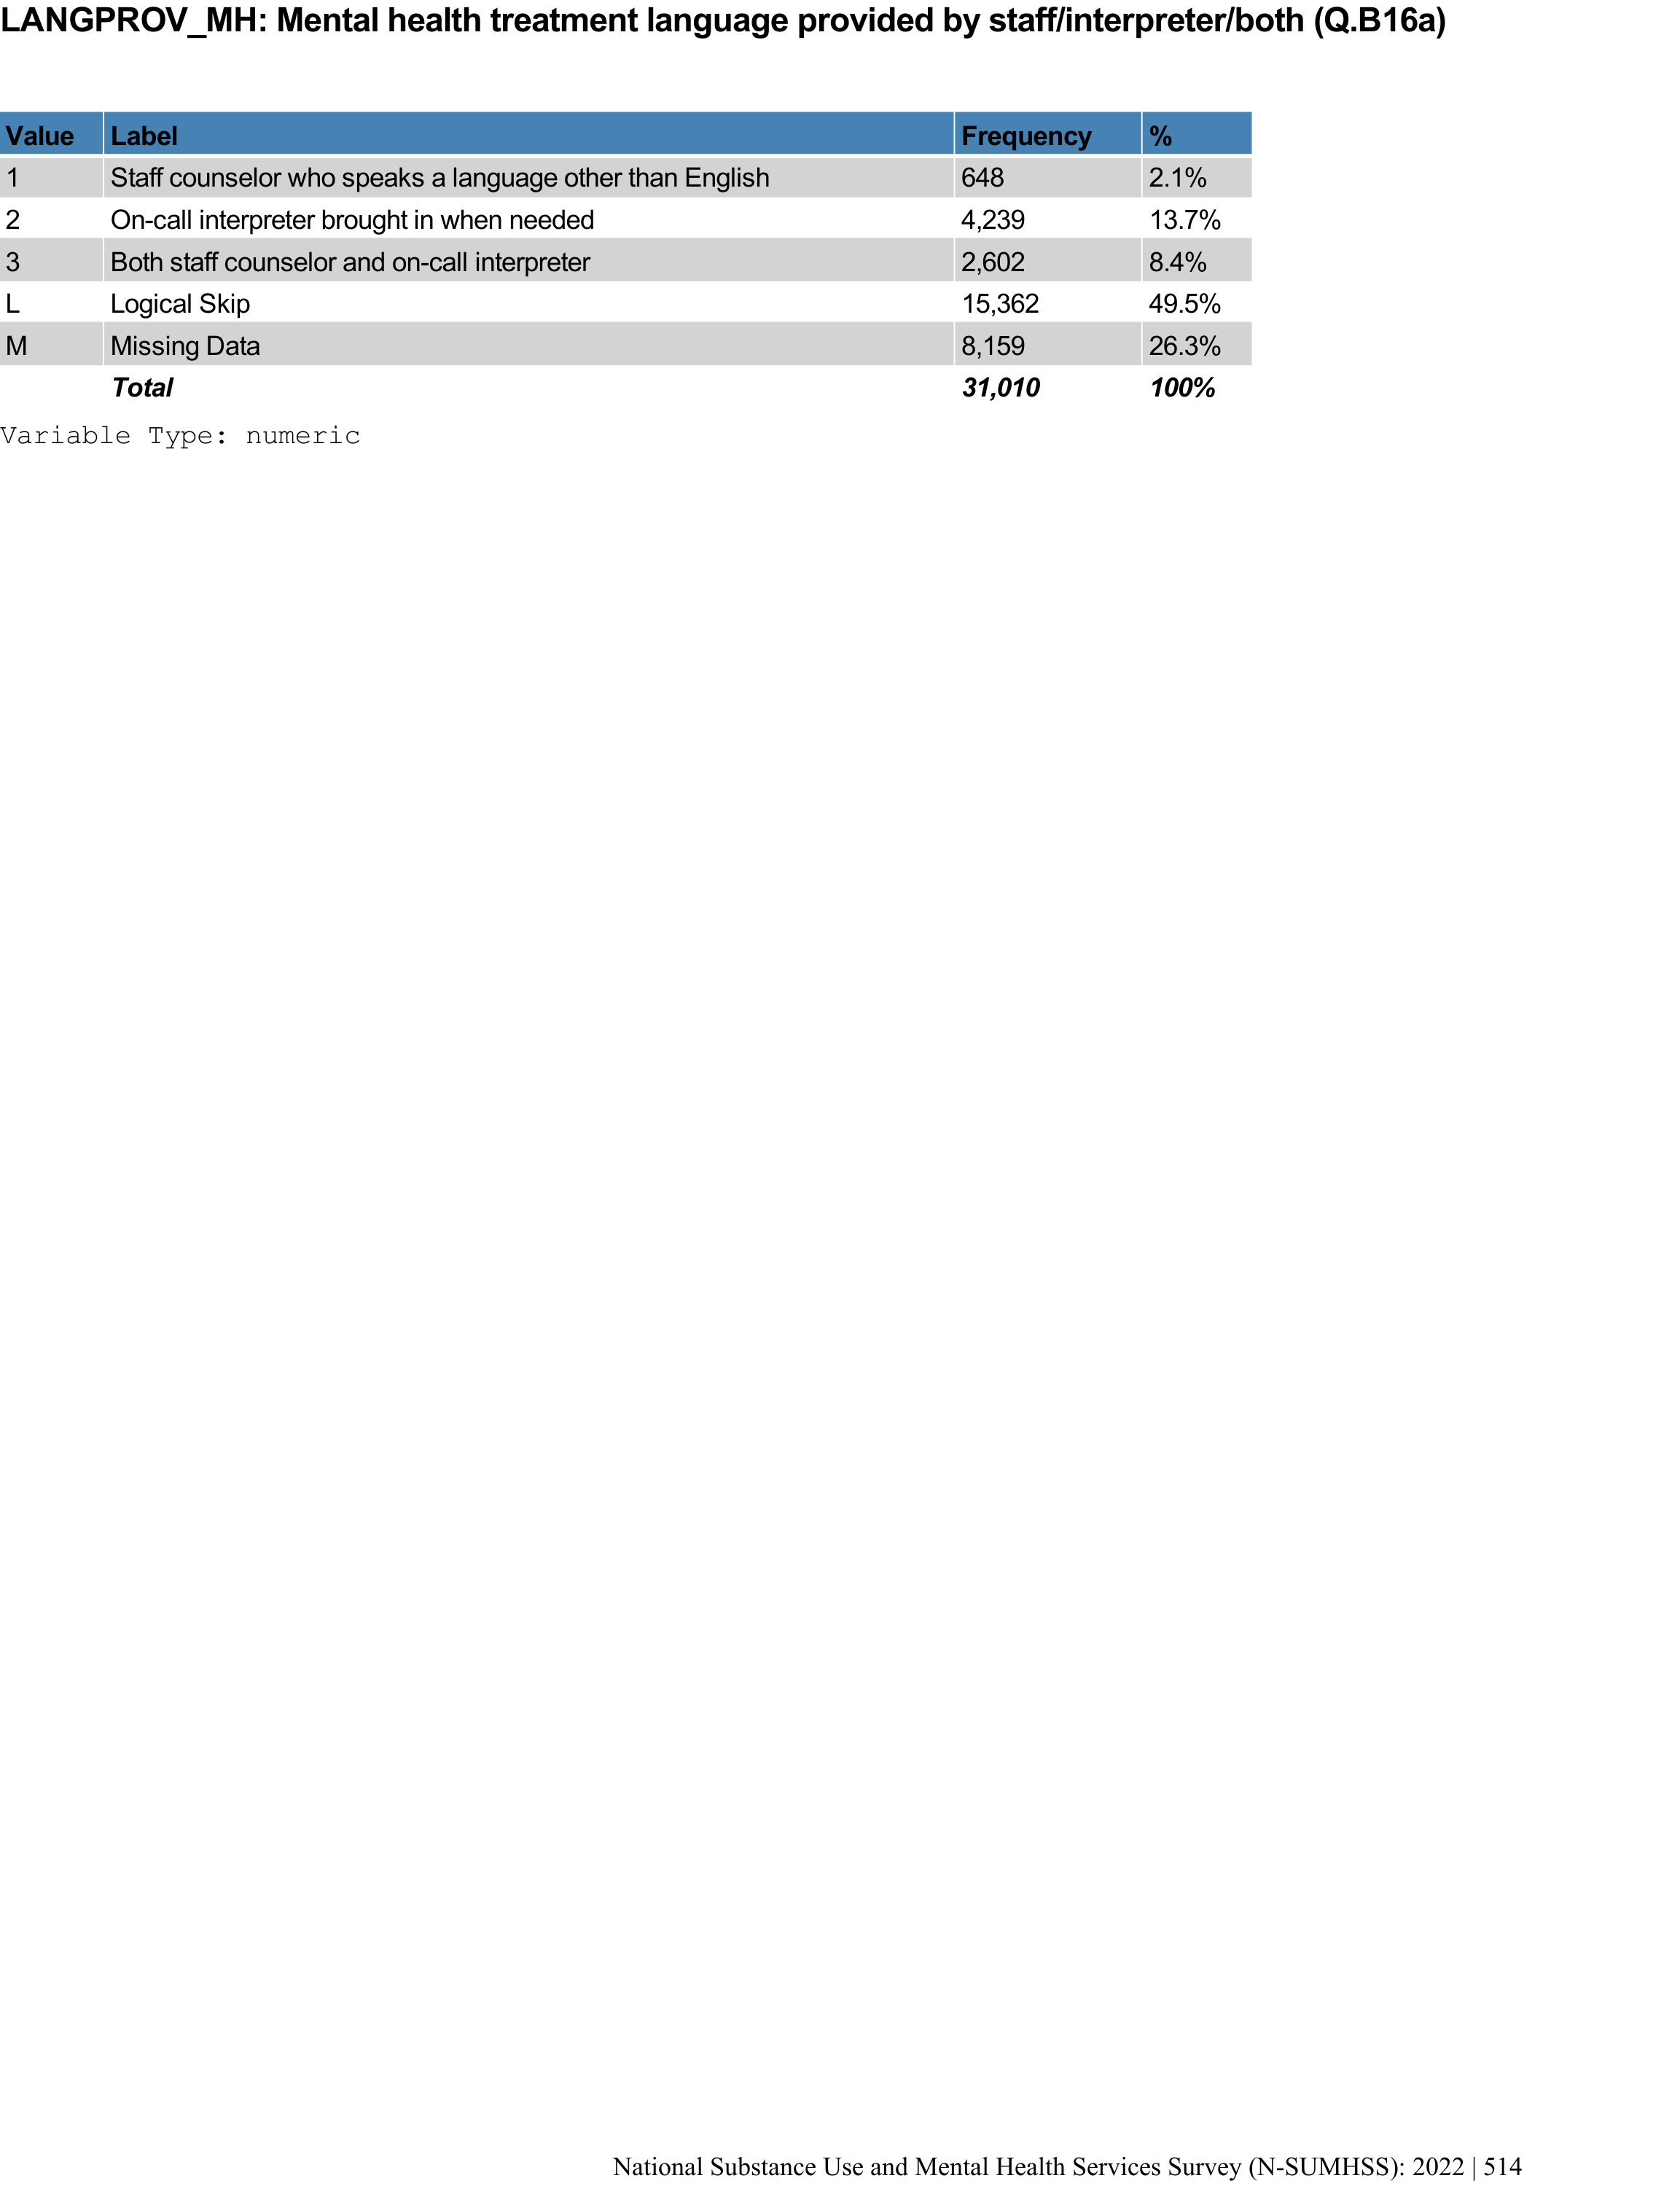 LANGPROV_MH: Mental health treatment language provided by staff/interpreter/both (Q.B16a)
Value Label Frequency %
1 Staff counselor who speaks a language other than English 648 2.1%
2 On-call interpreter brought in when needed 4,239 13.7%
3 Both staff counselor and on-call interpreter 2,602 8.4%
L Logical Skip 15,362 49.5%
M Missing Data 8,159 26.3%
Total 31,010 100%
Variable Type: numeric
National Substance Use and Mental Health Services Survey (N-SUMHSS): 2022 | 514